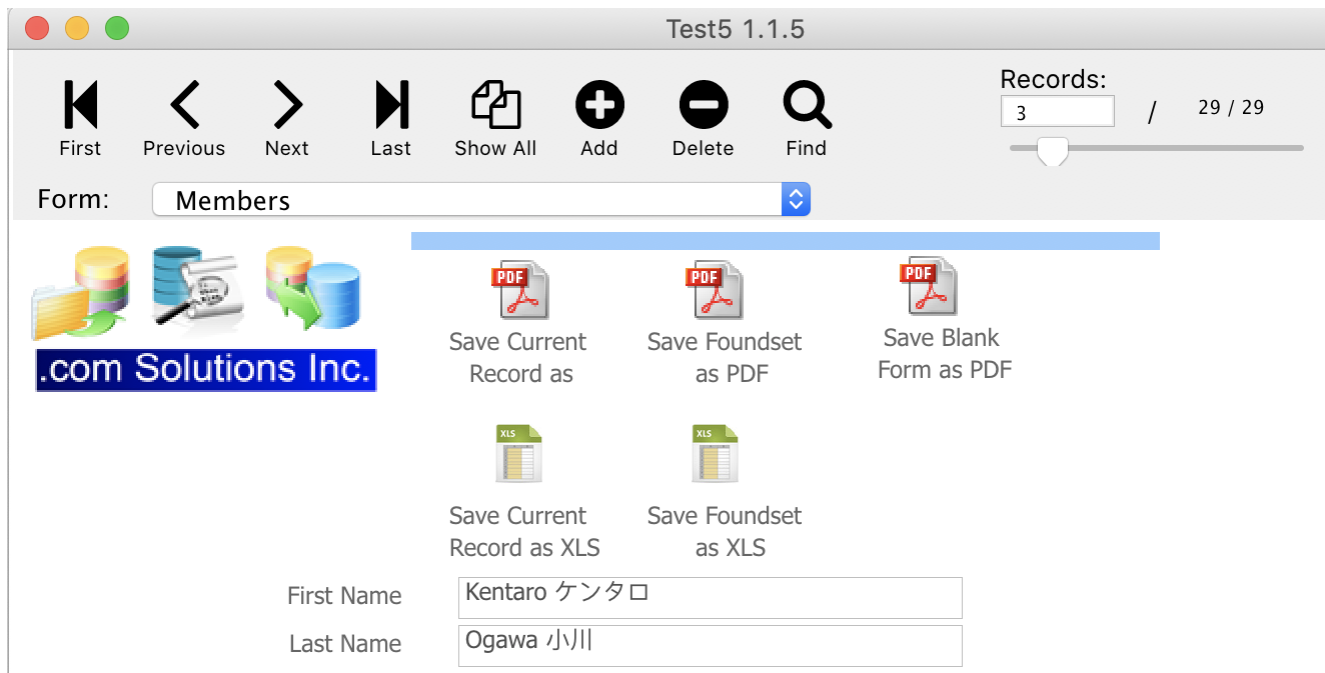 Test5 1.1.5
Records:
3 / 29 / 29
First Previous Next Last Show All Add Delete Find
Form: Members
.com Solutions Inc.
PDF PDF PDF
Save Current Record as
Save Foundset as PDF
Save Blank Form as PDF
XLS XLS
Save Current Record as XLS
Save Foundset as XLS
First Name Kentaro ケンタロ
Last Name Ogawa 小川